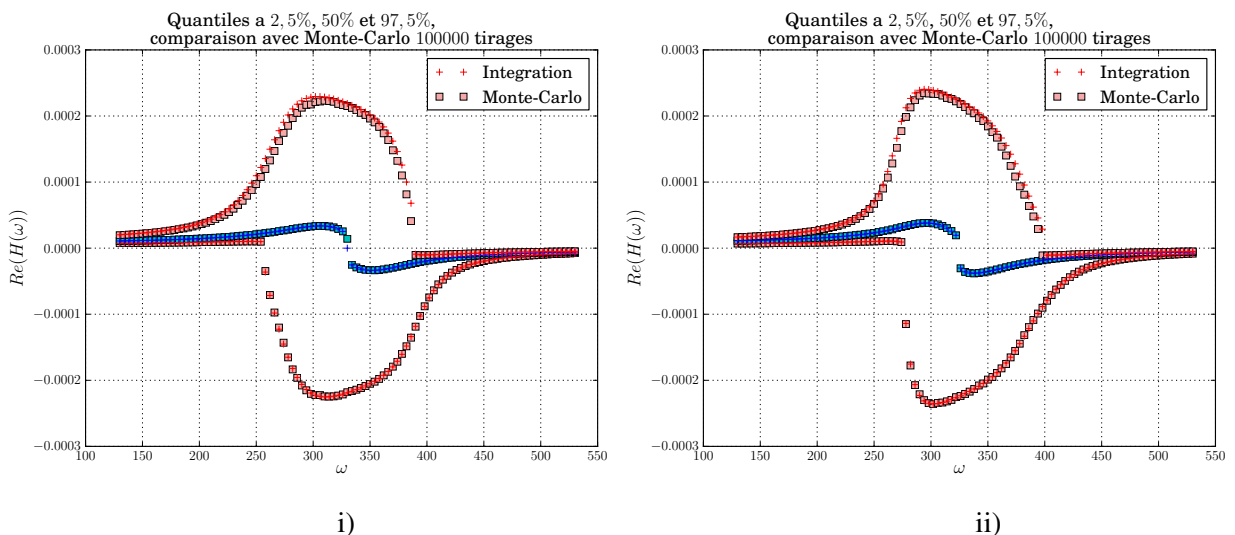 Quantiles a 2, 5%, 50% et 97, 5%,
comparaison avec Monte-Carlo 100000 tirages
0.0003
0.0002
0.0001
0.0000
−0.0001
−0.0002
−0.0003
Re(H(ω))
Integration
Monte-Carlo
100 150 200 250 300 350 400 450 500 550
ω
i)
Quantiles a 2, 5%, 50% et 97, 5%,
comparaison avec Monte-Carlo 100000 tirages
0.0003
0.0002
0.0001
0.0000
−0.0001
−0.0002
−0.0003
Re(H(ω))
Integration
Monte-Carlo
100 150 200 250 300 350 400 450 500 550
ω
ii)